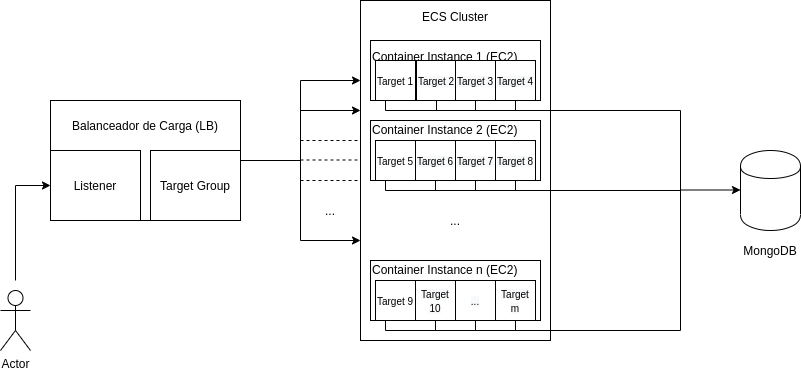 ECS Cluster
Container Instance 1 (EC2)
Target 1
Target 2
Target 3
Target 4
Balanceador de Carga (LB)
Container Instance 2 (EC2)
Target 5
Target 6
Target 7
Target 8
Listener
Target Group
...
...
MongoDB
Container Instance n (EC2)
Target 9
Target
10
...
Target
m
Actor